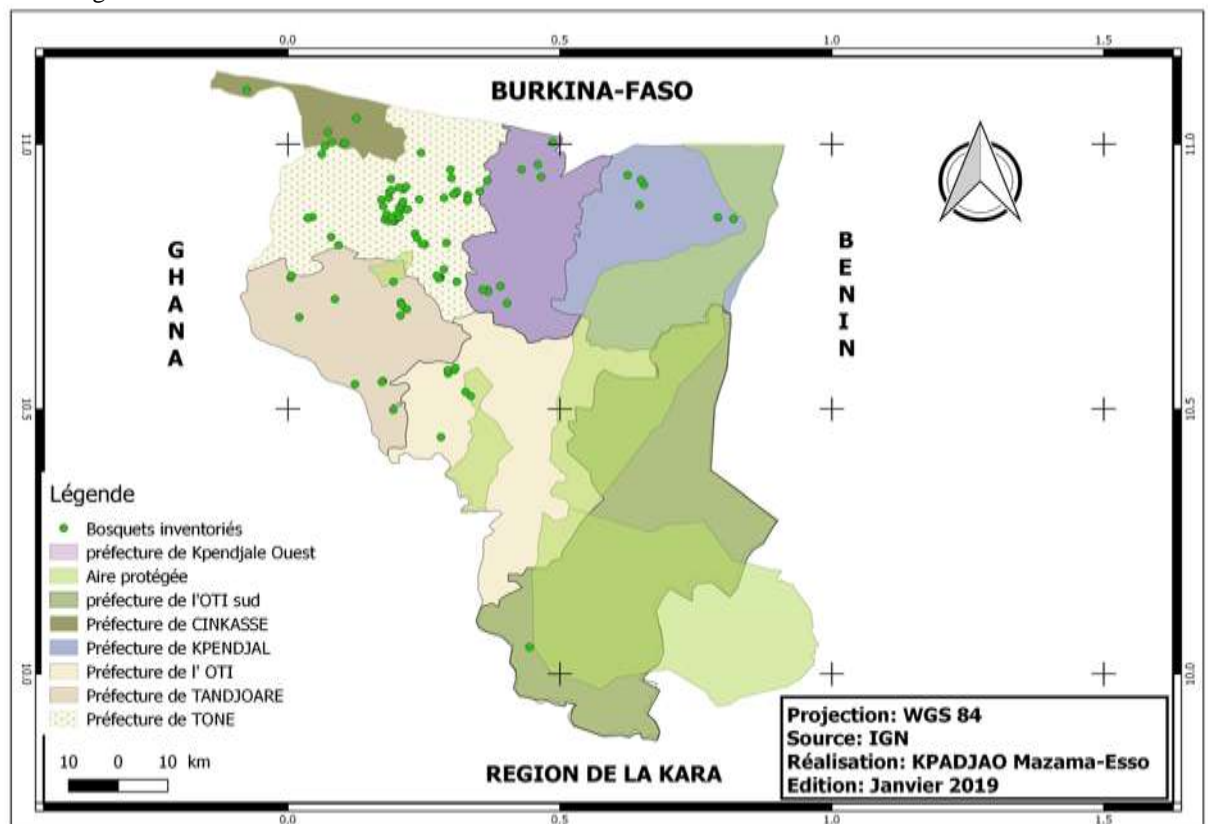 0.0 0.5 1.0 1.5
BURKINA-FASO
11.0 11.0
GHANA
BENIN
10.5 10.5
Légende
Bosquets inventoriés
préfecture de Kpendjale Ouest
Aire protégée
préfecture de l'OTI sud
Préfecture de CINKASSE
Préfecture de KPENDJAL
Préfecture de l' OTI
Préfecture de TANDJOARE
Préfecture de TONE
10.0 10.0
10 0 10 km
REGION DE LA KARA
Projection: WGS 84
Source: IGN
Réalisation: KPADJAO Mazama-Esso
Edition: Janvier 2019
0.0 0.5 1.0 1.5